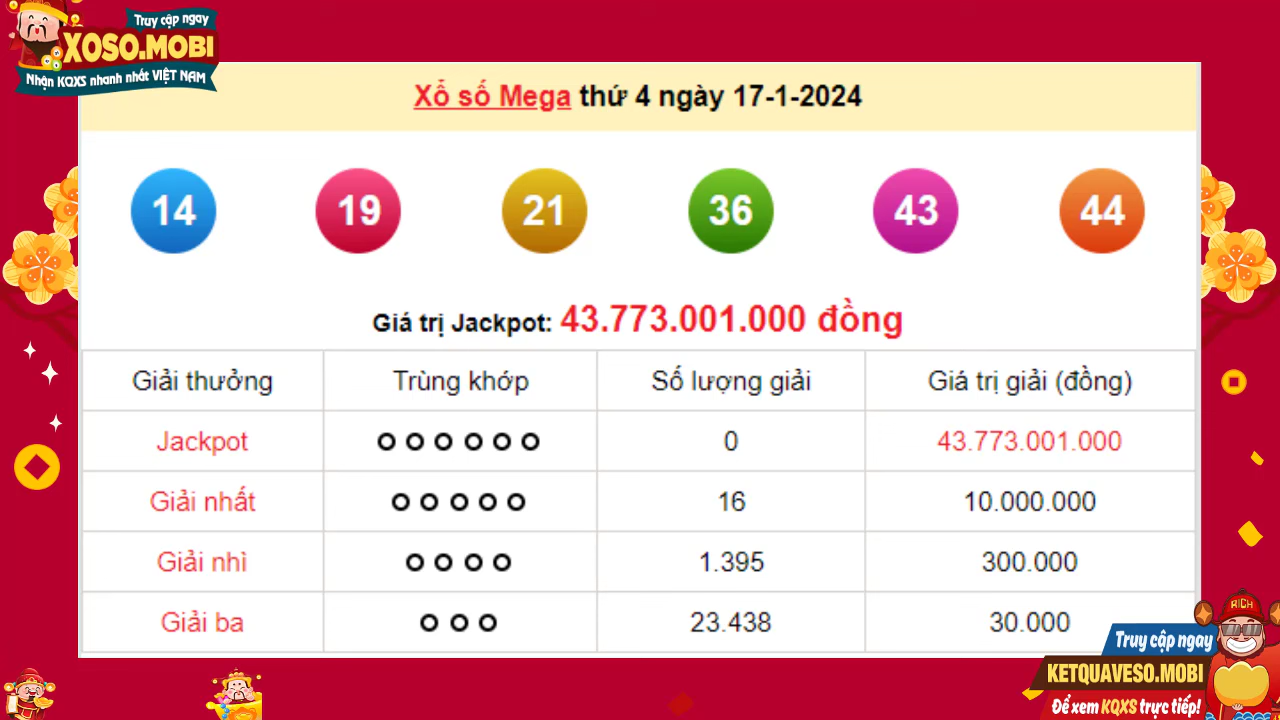 Truy cập ngay
XOSO.MOBI
Nhận KQXS nhanh nhất VIỆT NAM
Xổ số Mega thứ 4 ngày 17-1-2024
14 19 21 36 43 44
Giá trị Jackpot: 43.773.001.000 đồng
Giải thưởng Trùng khớp Số lượng giải Giá trị giải (đồng)
Jackpot 0 43.773.001.000
Giải nhất 16 10.000.000
Giải nhì 1.395 300.000
Giải ba 23.438 30.000
RICH
Truy cập ngay
KETQUAVESO.MOBI
Để xem KQXS trực tiếp!